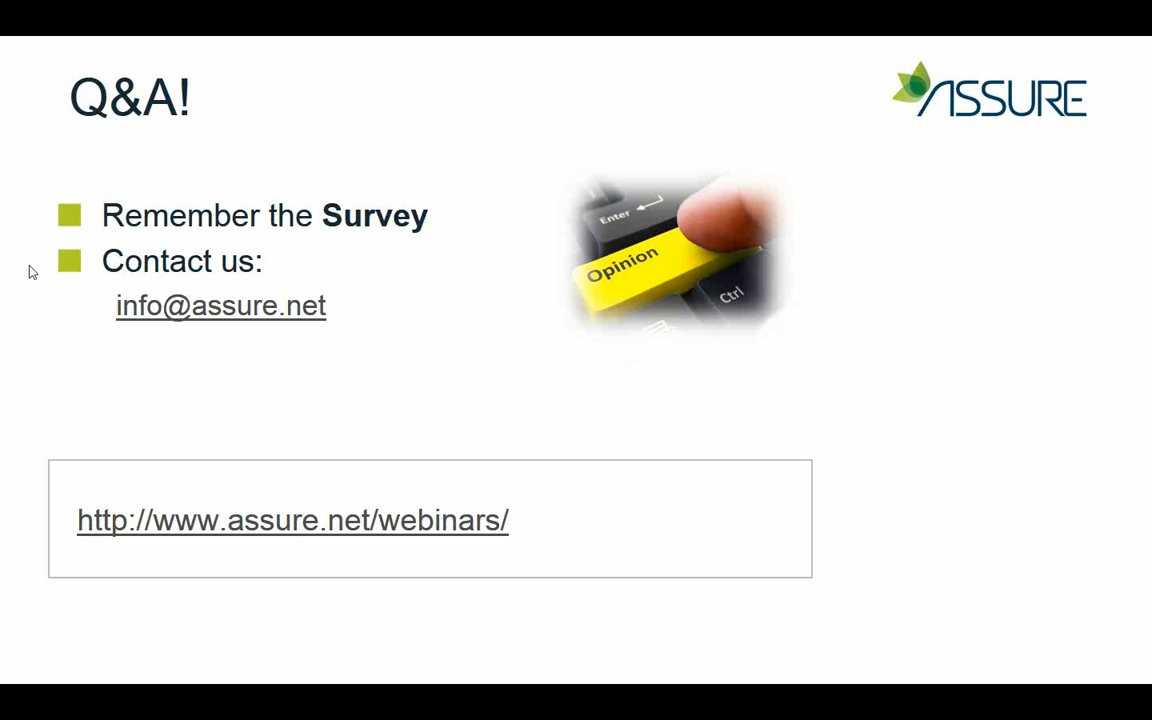 Q&A!
ASSURE
Remember the Survey
Contact us:
info@assure.net
Enter
Opinion
Ctrl
http://www.assure.net/webinars/